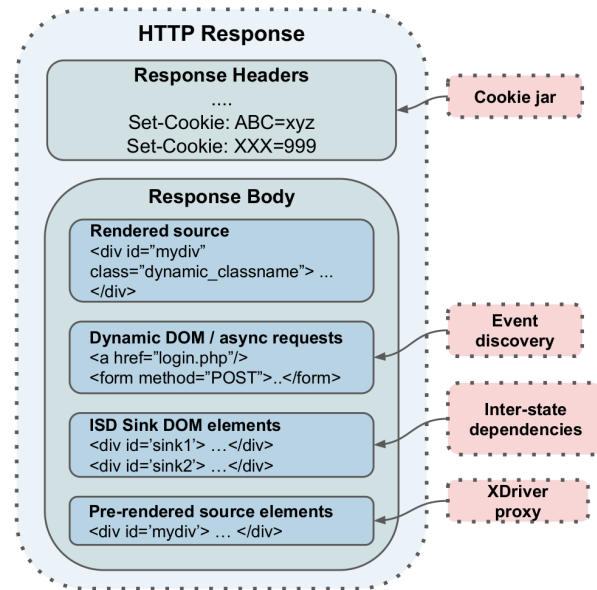 HTTP Response
Response Headers
....
Set-Cookie: ABC=xyz
Set-Cookie: XXX=999
Cookie jar
Response Body
Rendered source
<div id=”mydiv”
class=”dynamic_classname”> ...
</div>
Dynamic DOM / async requests
<a href=”login.php”/>
<form method=”POST”>..</form>
Event
discovery
ISD Sink DOM elements
<div id=’sink1’> …</div>
<div id=’sink2’> …</div>
Inter-state
dependencies
Pre-rendered source elements
<div id=’mydiv’> … </div>
XDriver
proxy